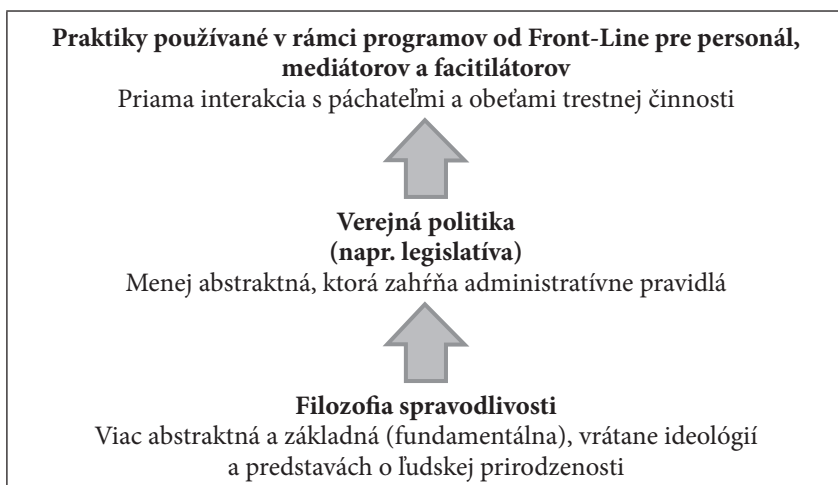 Praktiky používané v rámci programov od Front-Line pre personál,
mediátorov a facitilátorov
Priama interakcia s páchateľmi a obeťami trestnej činnosti
Verejná politika
(napr. legislatíva)
Menej abstraktná, ktorá zahŕňa administratívne pravidlá
Filozofia spravodlivosti
Viac abstraktná a základná (fundamentálna), vrátane ideológií
a predstavách o ľudskej prirodzenosti